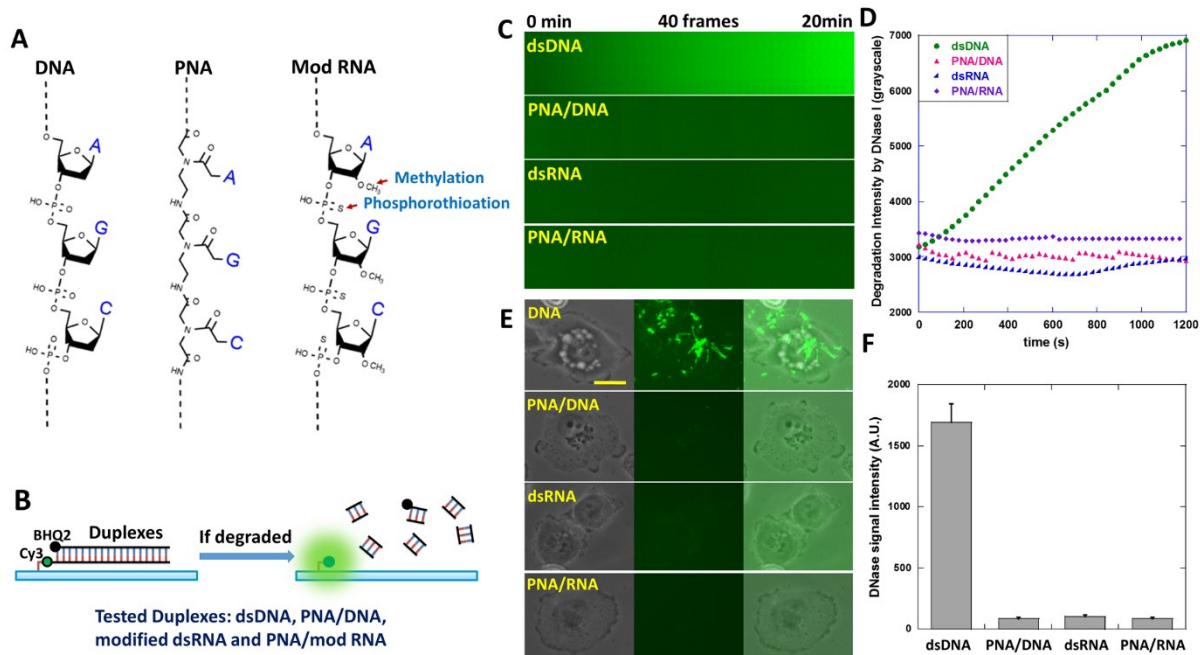 A
DNA
PNA
Mod RNA
O
A
O
HO
P
O
O
O
G
O
HO
P
O
O
O
C
O
HO
P
O
O
O
N
O
A
HN
O
N
O
G
HN
O
N
O
C
HN
O
O
A
O
O
CH3
Methylation
HO
P
S
Phosphorothioation
O
O
G
O
O
CH3
HO
P
S
O
O
C
O
O
CH3
HO
P
S
O
B
BHQ2
Cy3
Duplexes
If degraded
Tested Duplexes: dsDNA, PNA/DNA,
modified dsRNA and PNA/mod RNA
C
0 min 40 frames 20min
dsDNA
PNA/DNA
dsRNA
PNA/RNA
D
Degradation Intensity by DNase I (grayscale)
7000
6000
5000
4000
3000
2000
dsDNA
PNA/DNA
dsRNA
PNA/RNA
0 200 400 600 800 1000 1200
time (s)
E
DNA
PNA/DNA
dsRNA
PNA/RNA
F
DNase signal intensity (A.U.)
2000
1500
1000
500
0
dsDNA PNA/DNA dsRNA PNA/RNA